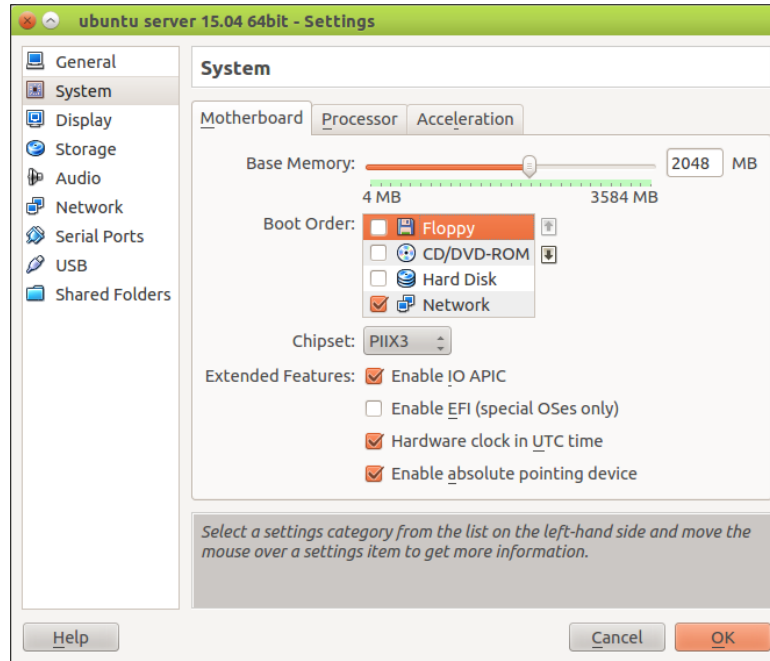 ubuntu server 15.04 64bit - Settings
General
System
Display
Storage
Audio
Network
Serial Ports
USB
Shared Folders
System
Motherboard Processor Acceleration
Base Memory: 2048 MB
4 MB 3584 MB
Boot Order: Floppy
CD/DVD-ROM
Hard Disk
Network
Chipset: PIIX3
Extended Features: Enable IO APIC
Enable EFI (special OSes only)
Hardware clock in UTC time
Enable absolute pointing device
Select a settings category from the list on the left-hand side and move the
mouse over a settings item to get more information.
Help Cancel OK